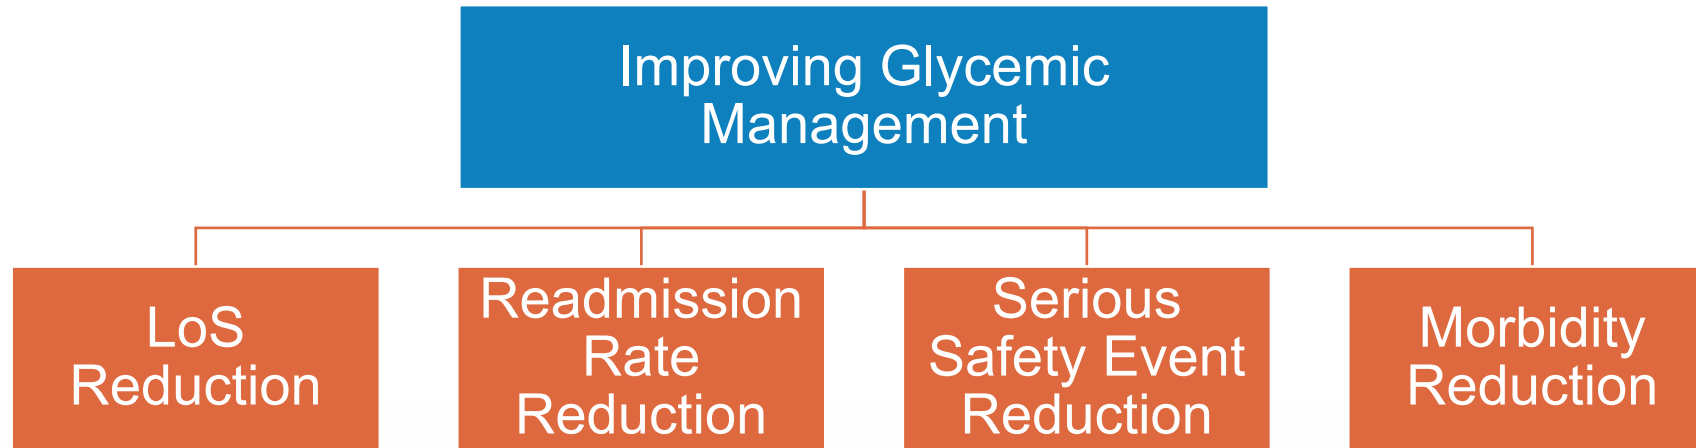 Improving Glycemic
Management
LoS
Reduction
Readmission
Rate
Reduction
Serious
Safety Event
Reduction
Morbidity
Reduction